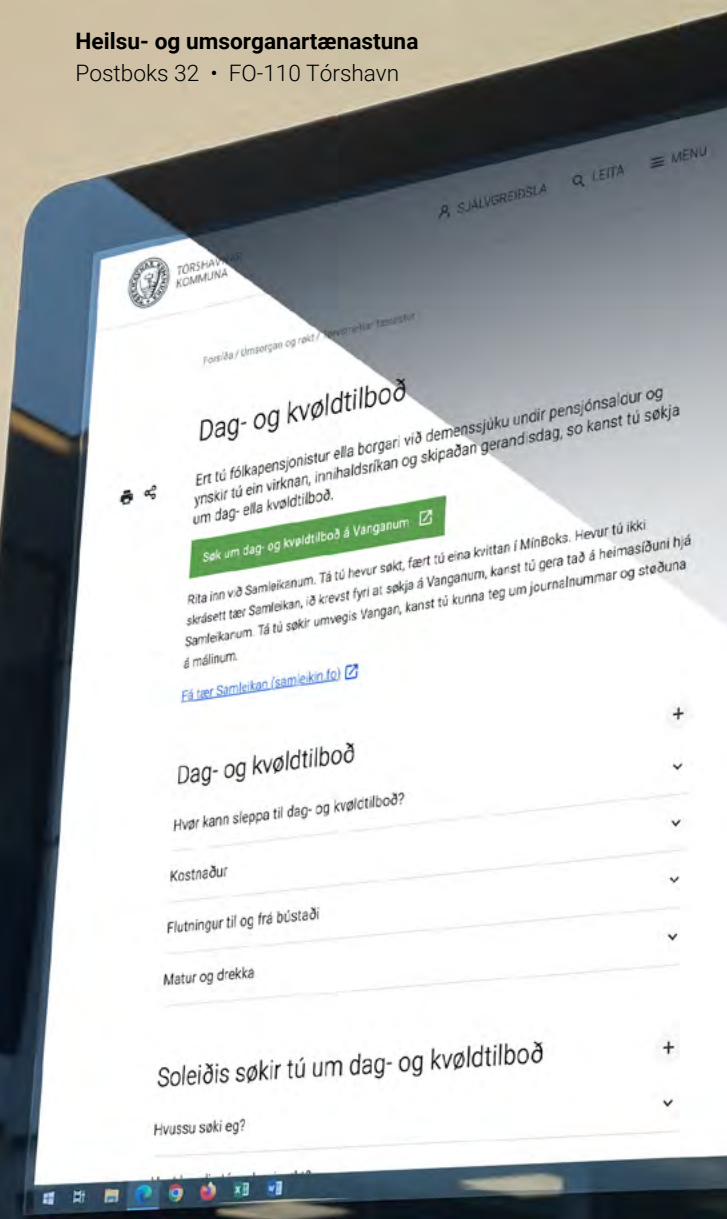 Heilsu- og umsorganartænastuna
Postboks 32 • FO-110 Tórshavn
SJÁLVGREIÐSLA
LEITA
MENU
TÓRSHAVNAR
KOMMUNA
Forsíða / Umsorgan og røkt /
Dag- og kvøldtilboð
Ert tú fólkapensjonistur ella borgari við demenssjúku undir pensjónsaldur og
ynskir tú ein virknan, innihaldsríkan og skipaðan gerandisdag, so kanst tú søkja
um dag- ella kvøldtilboð.
Søk um dag- og kvøldtilboð á Vanganum
Rita inn við Samleikanum. Tá tú hevur søkt, fært tú eina kvittan í MínBoks. Hevur tú ikki
skrásett tær Samleikan, ið krevst fyri at søkja á Vanganum, kanst tú gera tað á heimasíðuni hjá
Samleikanum. Tá tú søkir umvegis Vangan, kanst tú kunna teg um journalnummar og støðuna
á málinum.
Fá tær Samleikan (samleikin.fo)
Dag- og kvøldtilboð
Hvør kann sleppa til dag- og kvøldtilboð?
Kostnaður
Flutningur til og frá bústaði
Matur og drekka
Soleiðis søkir tú um dag- og kvøldtilboð
Hvussu søki eg?